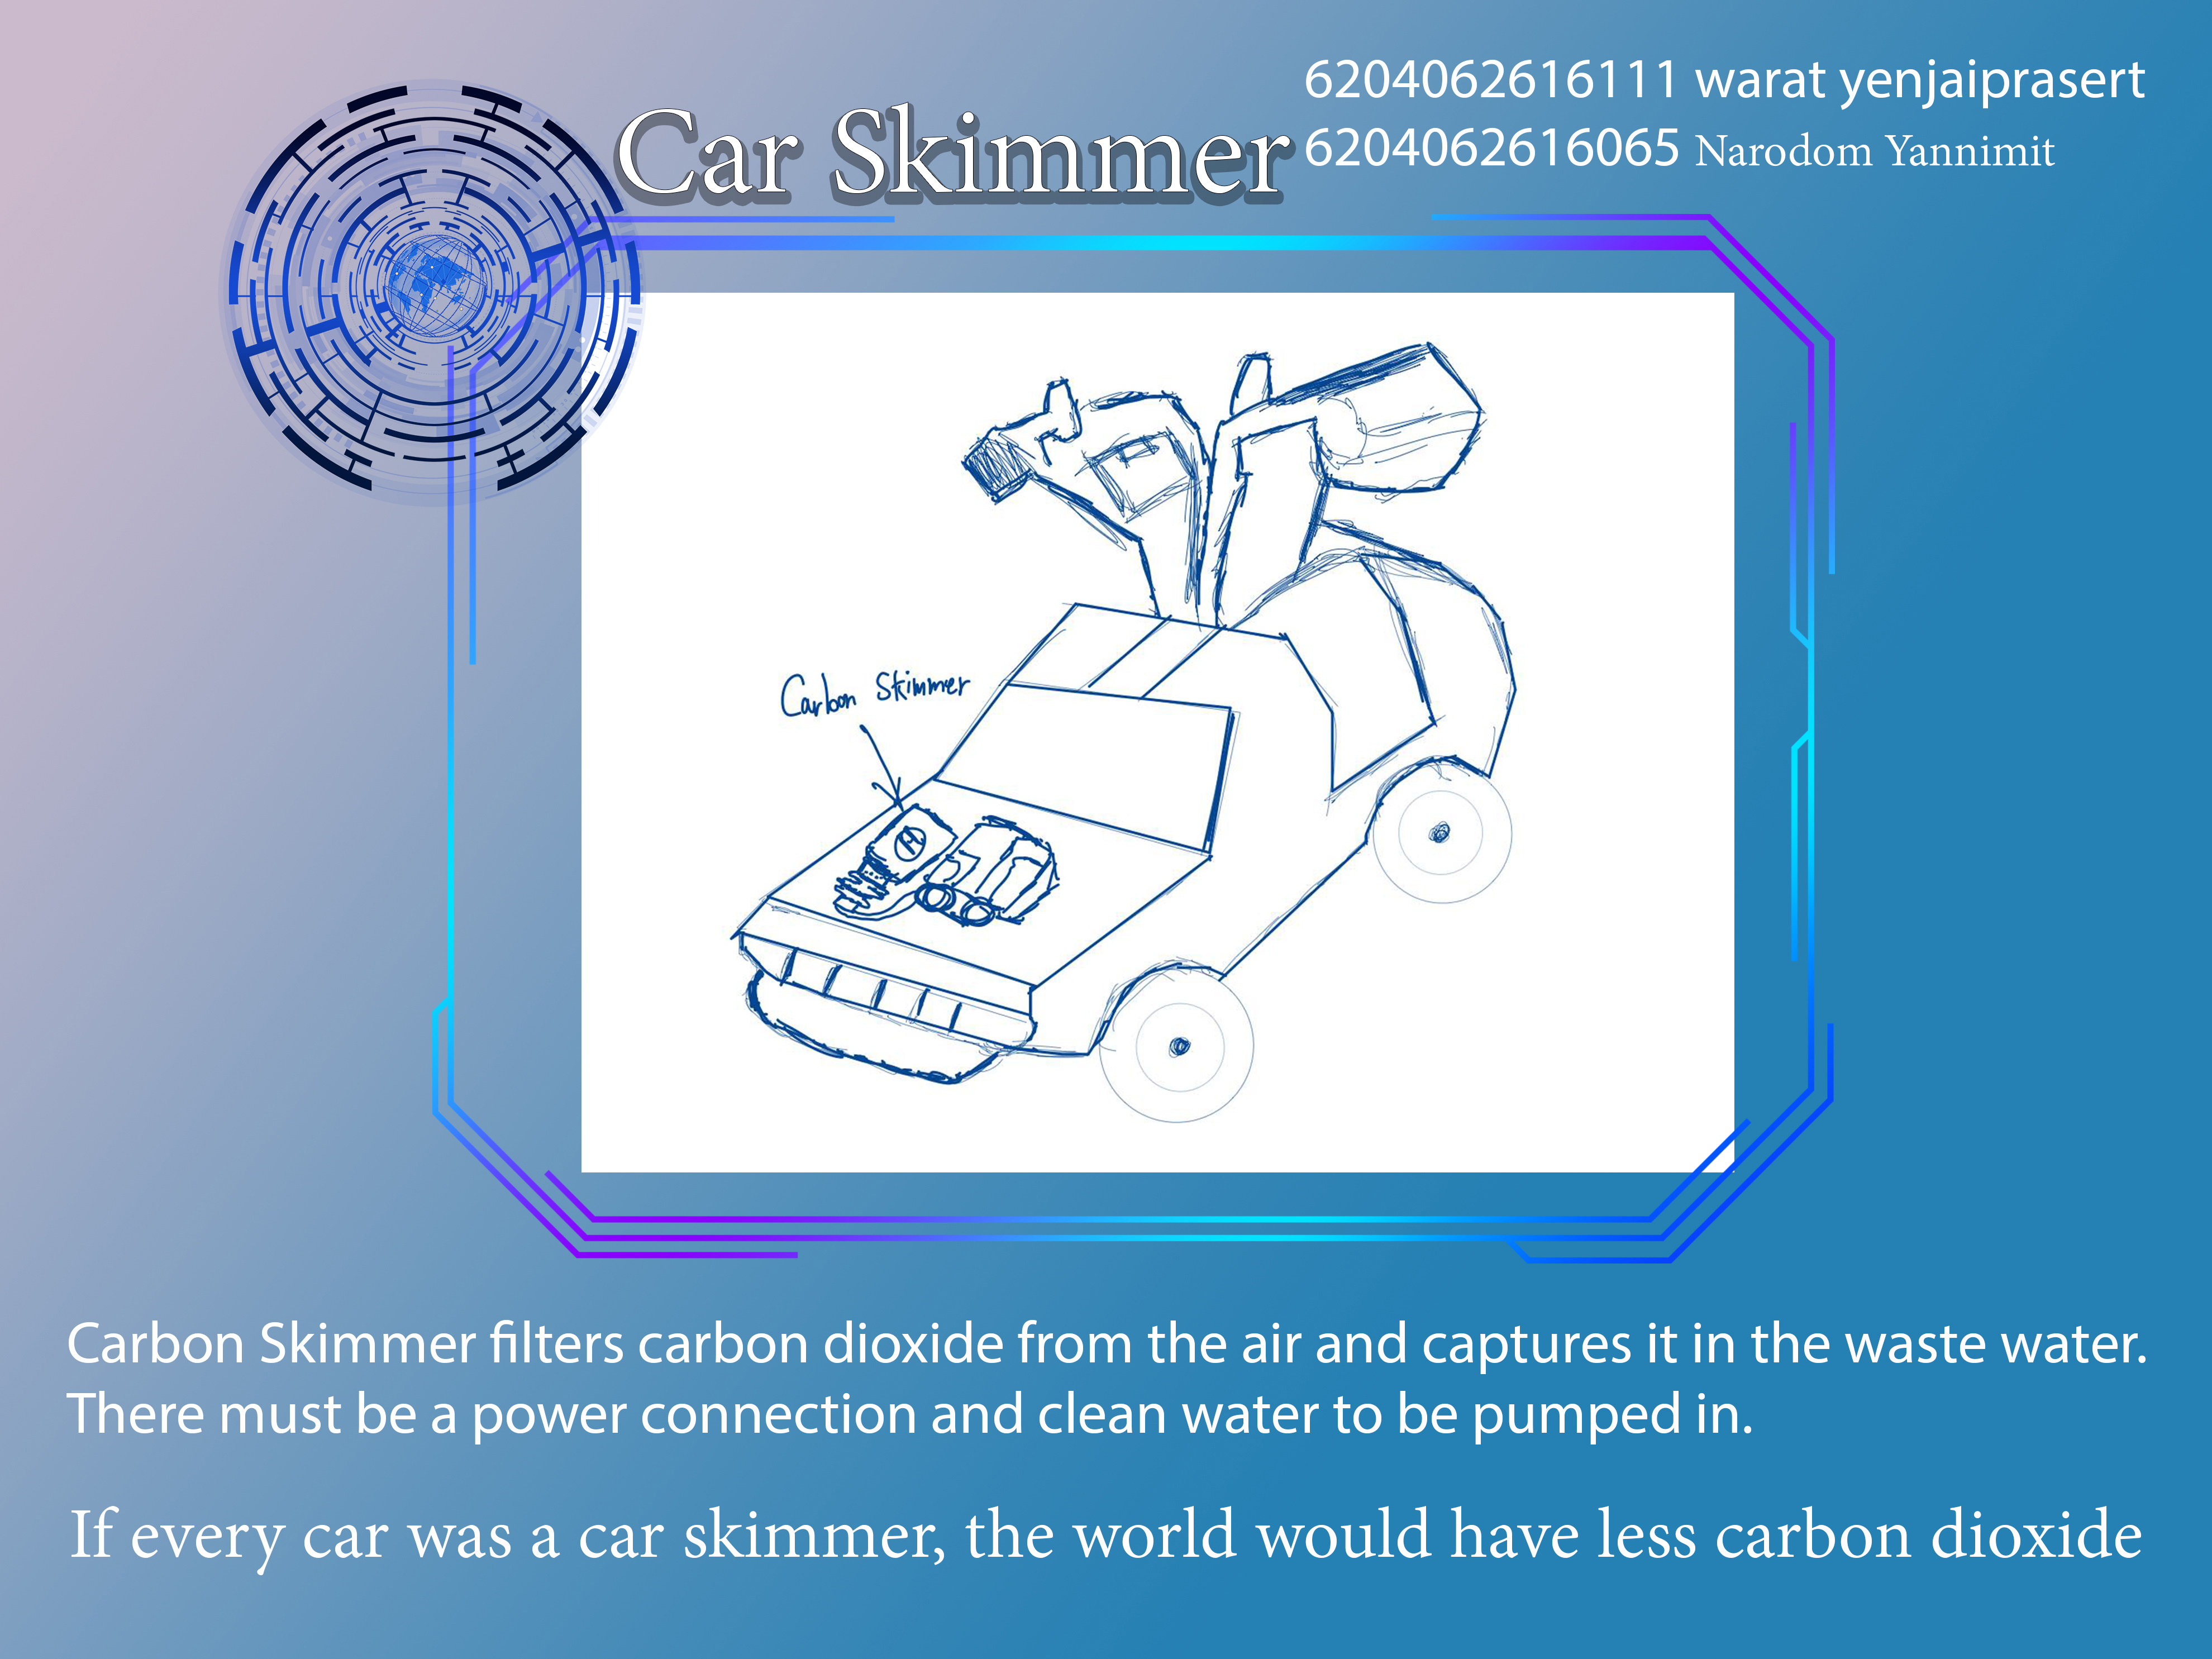 Car Skimmer
6204062616111 warat yenjaiprasert
6204062616065 Narodom Yannimit
Carbon Skimmer
Carbon Skimmer filters carbon dioxide from the air and captures it in the waste water.
There must be a power connection and clean water to be pumped in.
If every car was a car skimmer, the world would have less carbon dioxide